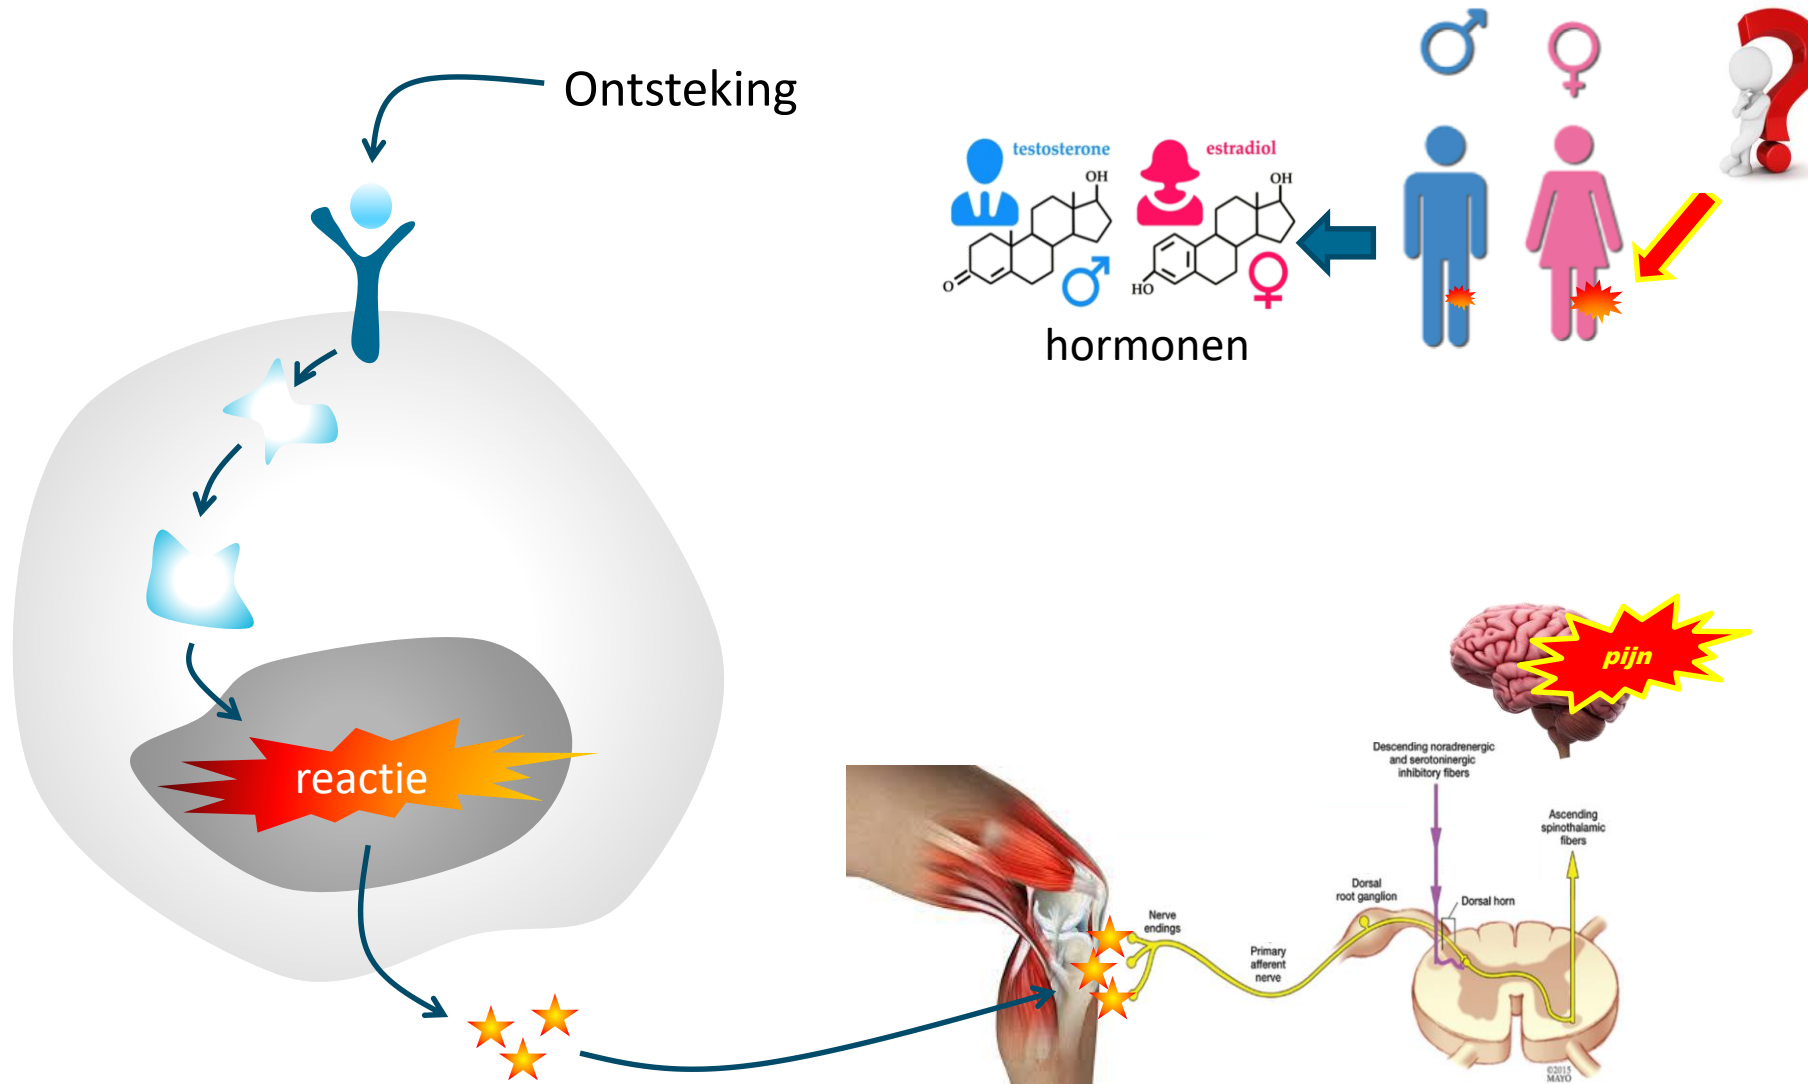 Ontsteking
testosterone
estradiol
OH
OH
O
HO
hormonen
reactie
pijn
Descending noradrenergic
and serotoninergic
inhibitory fibers
Ascending
spinothalamic
fibers
Dorsal
root ganglion
Dorsal horn
Nerve
endings
Primary
afferent
nerve
©2015
MAYO